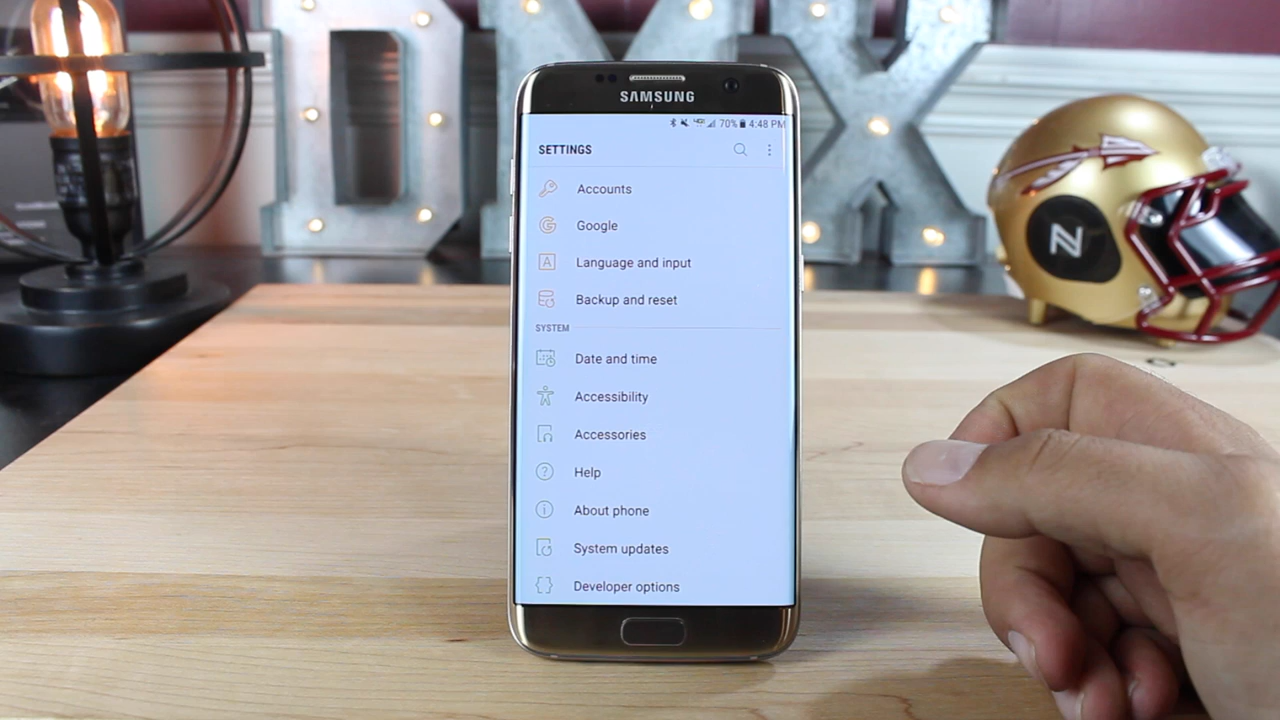 SAMSUNG
70% 4:48 PM
SETTINGS
Accounts
Google
Language and input
Backup and reset
SYSTEM
Date and time
Accessibility
Accessories
Help
About phone
System updates
Developer options